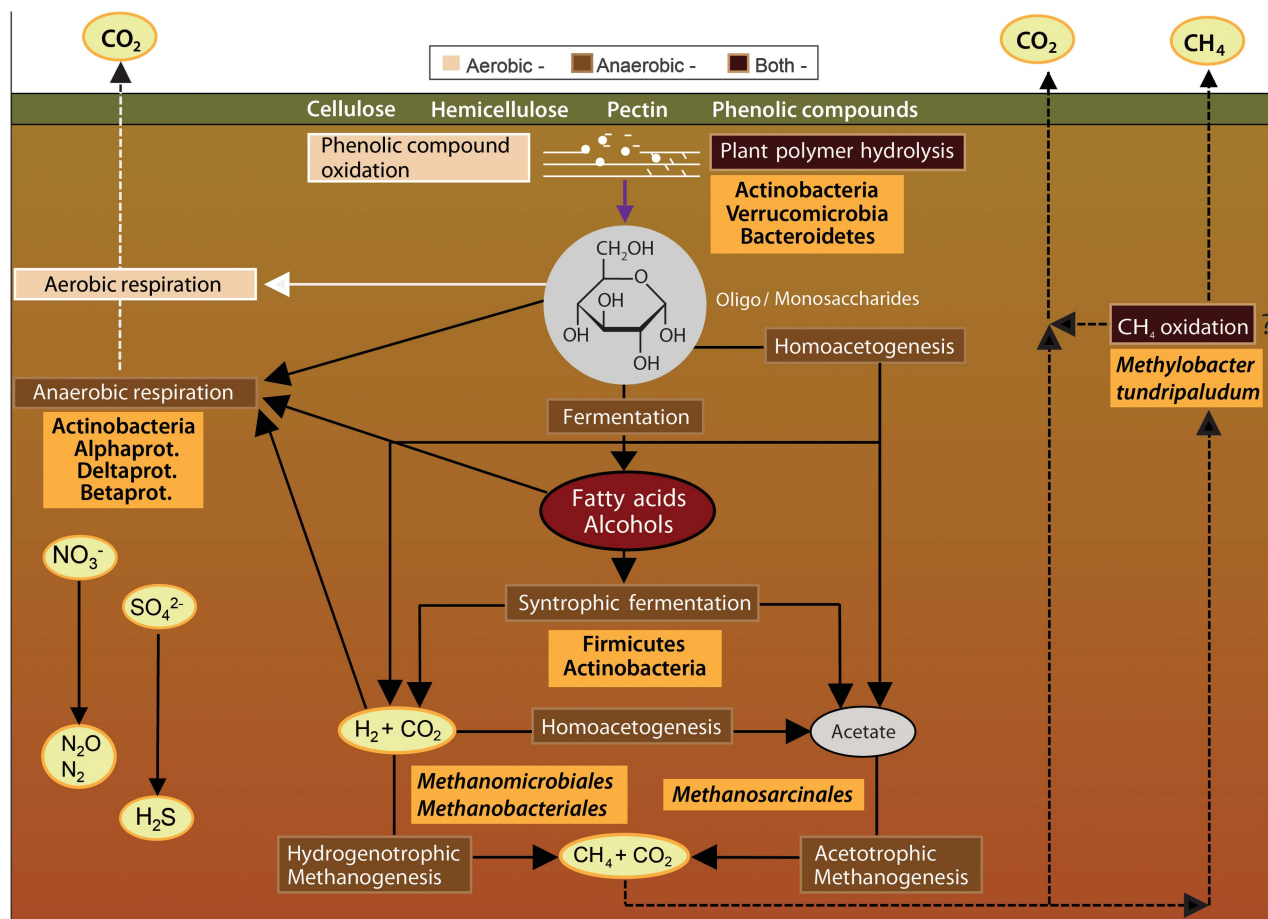 CO₂
CO₂
CH₄
Aerobic -
Anaerobic -
Both -
Cellulose
Hemicellulose
Pectin
Phenolic compounds
Phenolic compound
oxidation
Plant polymer hydrolysis
Actinobacteria
Verrucomicrobia
Bacteroidetes
CH₂OH
O
OH
OH
OH
OH
Oligo/Monosaccharides
Aerobic respiration
CH₄ oxidation ?
Methylobacter
tundripaludum
Homoacetogenesis
Anaerobic respiration
Actinobacteria
Alphaprot.
Deltaprot.
Betaprot.
Fermentation
Fatty acids
Alcohols
NO₃⁻
SO₄²⁻
Syntrophic fermentation
Firmicutes
Actinobacteria
N₂O
N₂
H₂S
H₂ + CO₂
Homoacetogenesis
Acetate
Methanomicrobiales
Methanobacteriales
Methanosarcinales
Hydrogenotrophic
Methanogenesis
CH₄ + CO₂
Acetotrophic
Methanogenesis